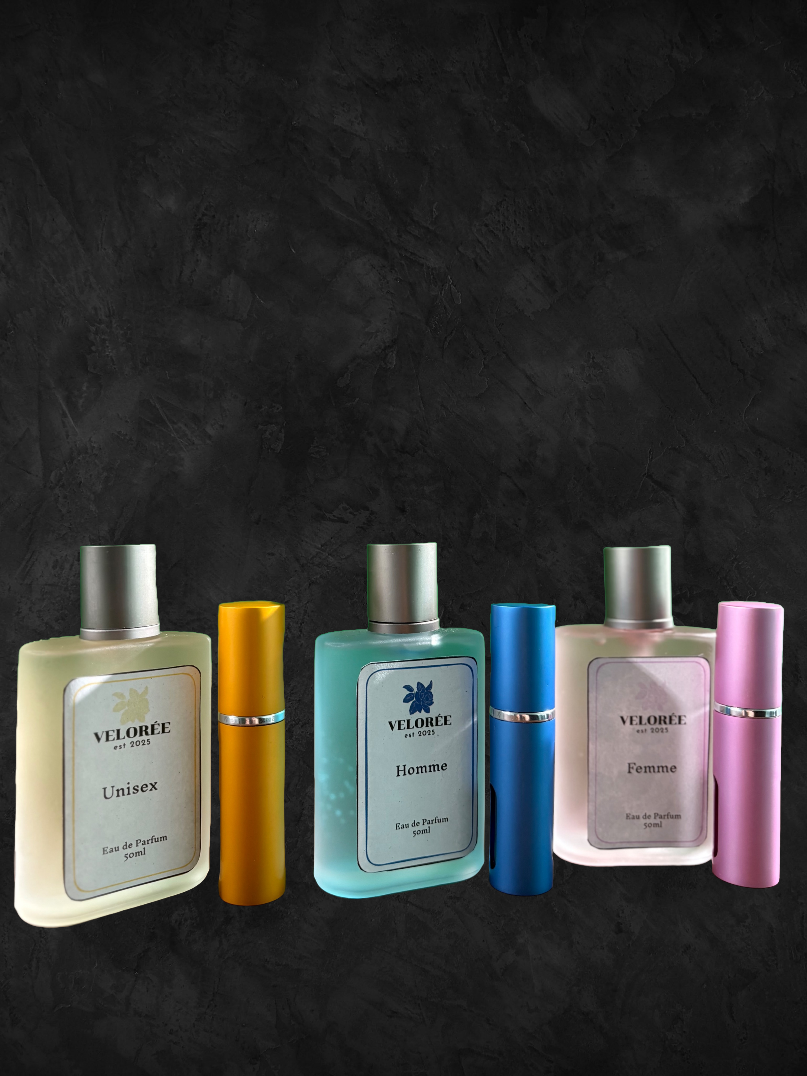 VELORÉE
est 2025
Unisex
Eau de Parfum
50ml
VELORÉE
est 2025
Homme
Eau de Parfum
50ml
VELORÉE
est 2025
Femme
Eau de Parfum
50ml